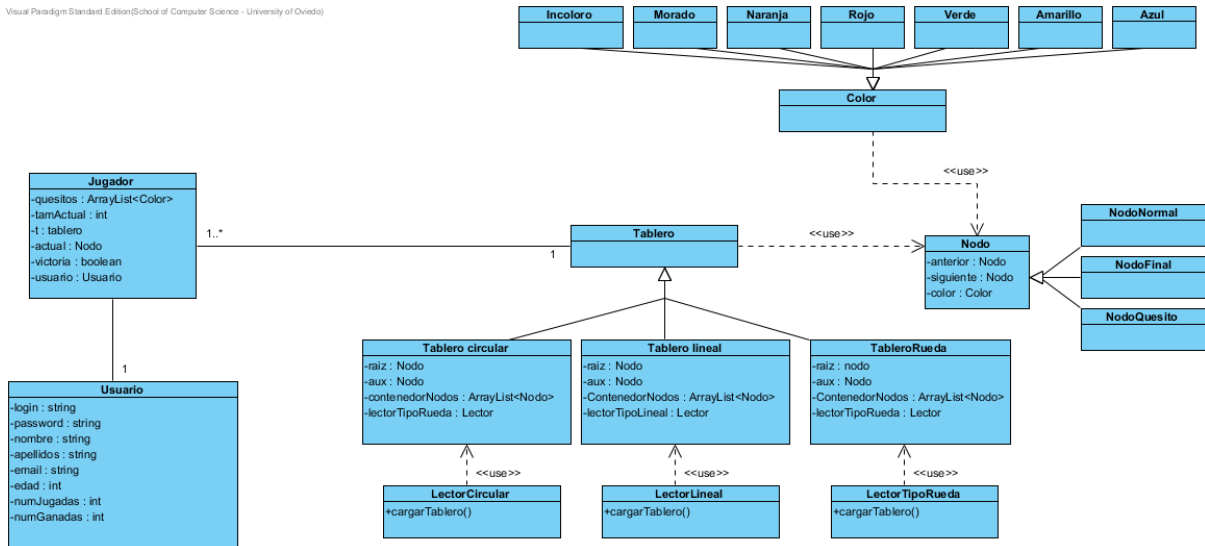 Visual Paradigm Standard Edition(School of Computer Science - University of Oviedo)
Incoloro
Morado
Naranja
Rojo
Verde
Amarillo
Azul
Color
<<use>>
Jugador
-quesitos : ArrayList<Color>
-tamActual : int
-t : tablero
-actual : Nodo
-victoria : boolean
-usuario : Usuario
1..*
1
Tablero
<<use>>
Nodo
-anterior : Nodo
-siguiente : Nodo
-color : Color
NodoNormal
NodoFinal
NodoQuesito
1
Usuario
-login : string
-password : string
-nombre : string
-apellidos : string
-email : string
-edad : int
-numJugadas : int
-numGanadas : int
Tablero circular
-raiz : Nodo
-aux : Nodo
-contenedorNodos : ArrayList<Nodo>
-lectorTipoRueda : Lector
Tablero lineal
-raiz : Nodo
-aux : Nodo
-ContenedorNodos : ArrayList<Nodo>
-lectorTipoLineal : Lector
TableroRueda
-raiz : nodo
-aux : Nodo
-ContenedorNodos : ArrayList<Nodo>
-lectorTipoRueda : Lector
<<use>>
<<use>>
<<use>>
LectorCircular
+cargarTablero()
LectorLineal
+cargarTablero()
LectorTipoRueda
+cargarTablero()